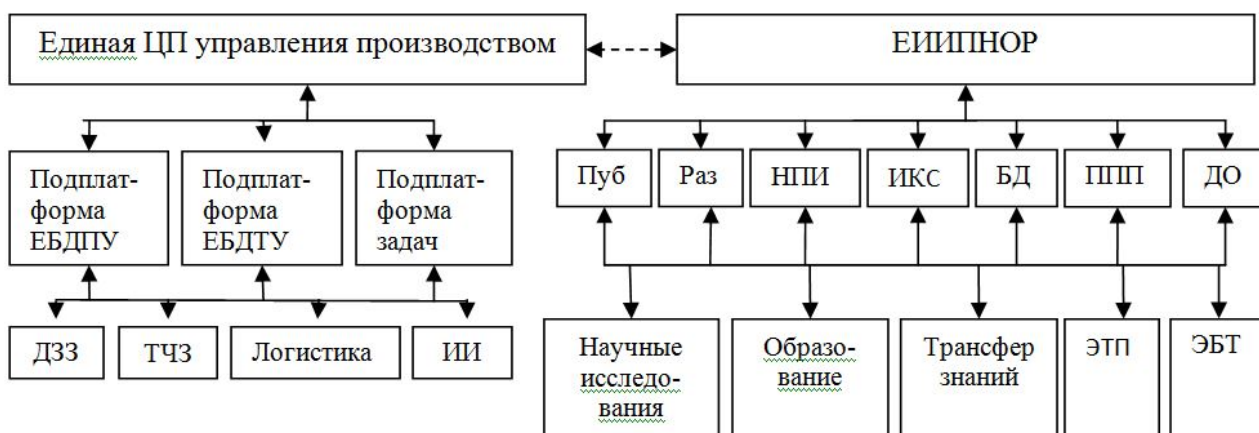 Единая ЦП управления производством
ЕИИПНОР
Подплат-
форма
ЕБДПУ
Подплат-
форма
ЕБДТУ
Подплат-
форма
задач
Пуб
Раз
НПИ
ИКС
БД
ППП
ДО
ДЗЗ
ТЧЗ
Логистика
ИИ
Научные
исследо-
вания
Образо-
вание
Трансфер
знаний
ЭТП
ЭБТ